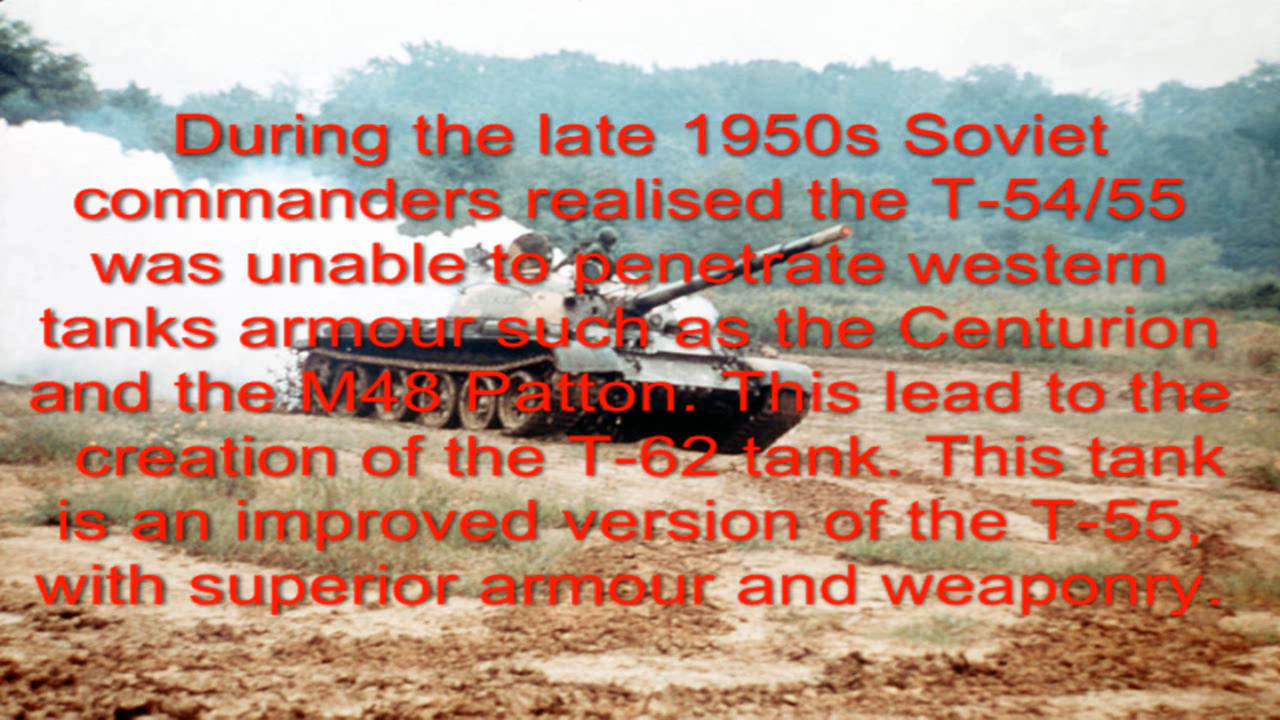 During the late 1950s Soviet
commanders realised the T-54/55
was unable to penetrate western
tanks armour such as the Centurion
and the M48 Patton. This lead to the
creation of the T-62 tank. This tank
is an improved version of the T-55,
with superior armour and weaponry.